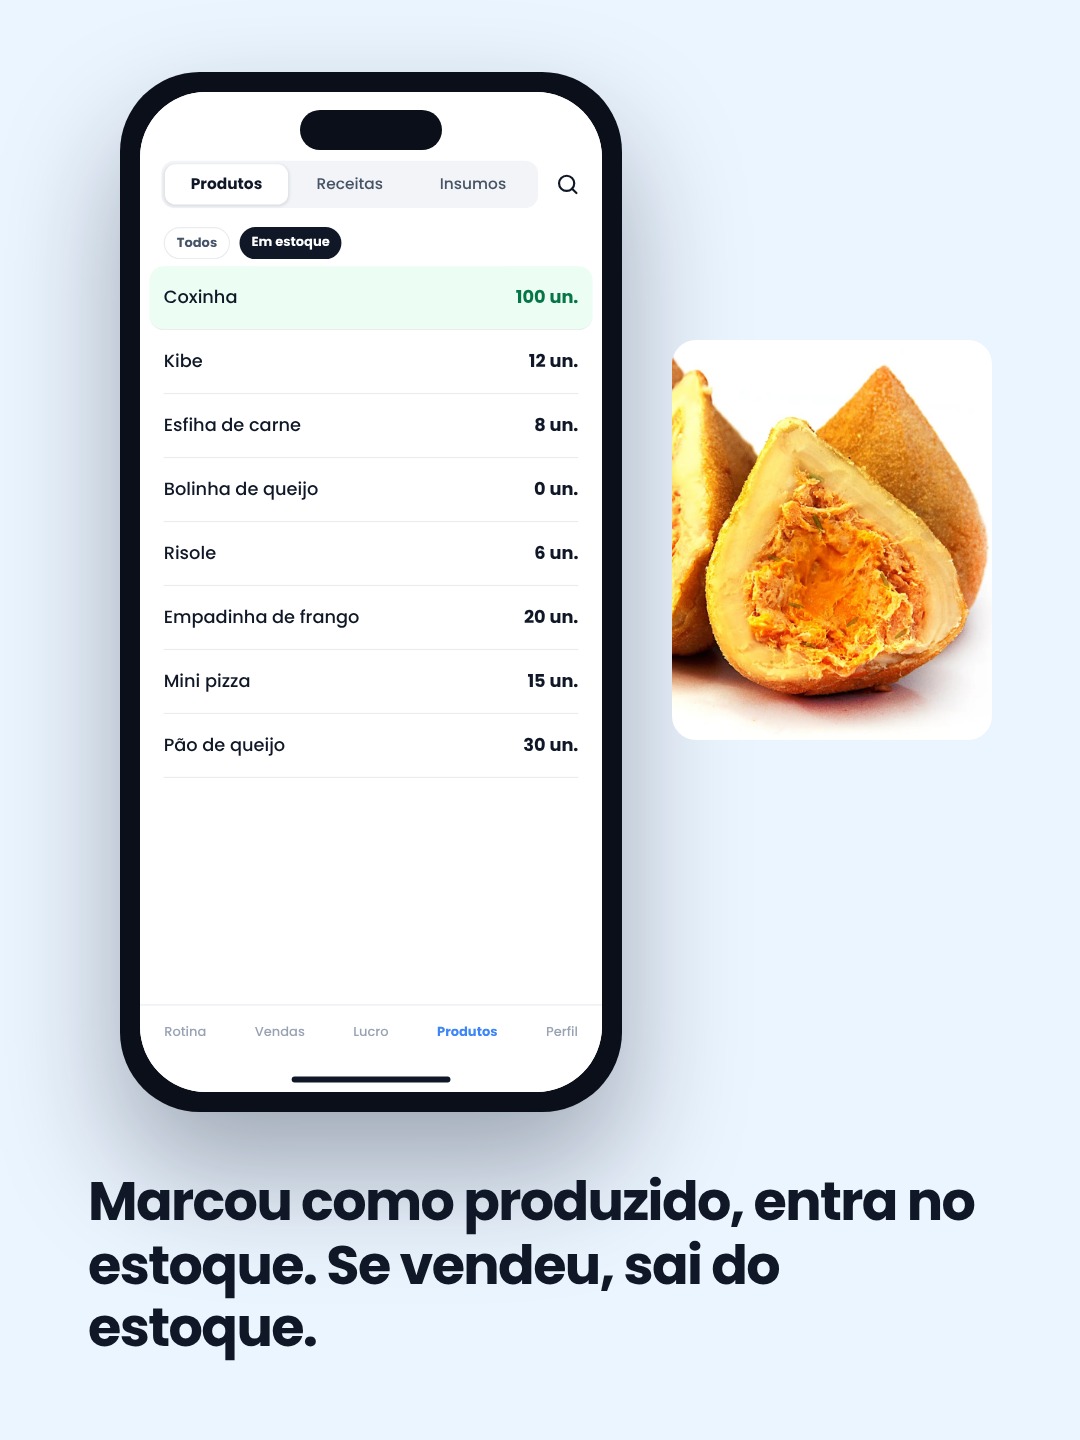 Produtos Receitas Insumos
Todos Em estoque
Coxinha 100 un.
Kibe 12 un.
Esfiha de carne 8 un.
Bolinha de queijo 0 un.
Risole 6 un.
Empadinha de frango 20 un.
Mini pizza 15 un.
Pão de queijo 30 un.
Rotina Vendas Lucro Produtos Perfil
Marcou como produzido, entra no
estoque. Se vendeu, sai do
estoque.